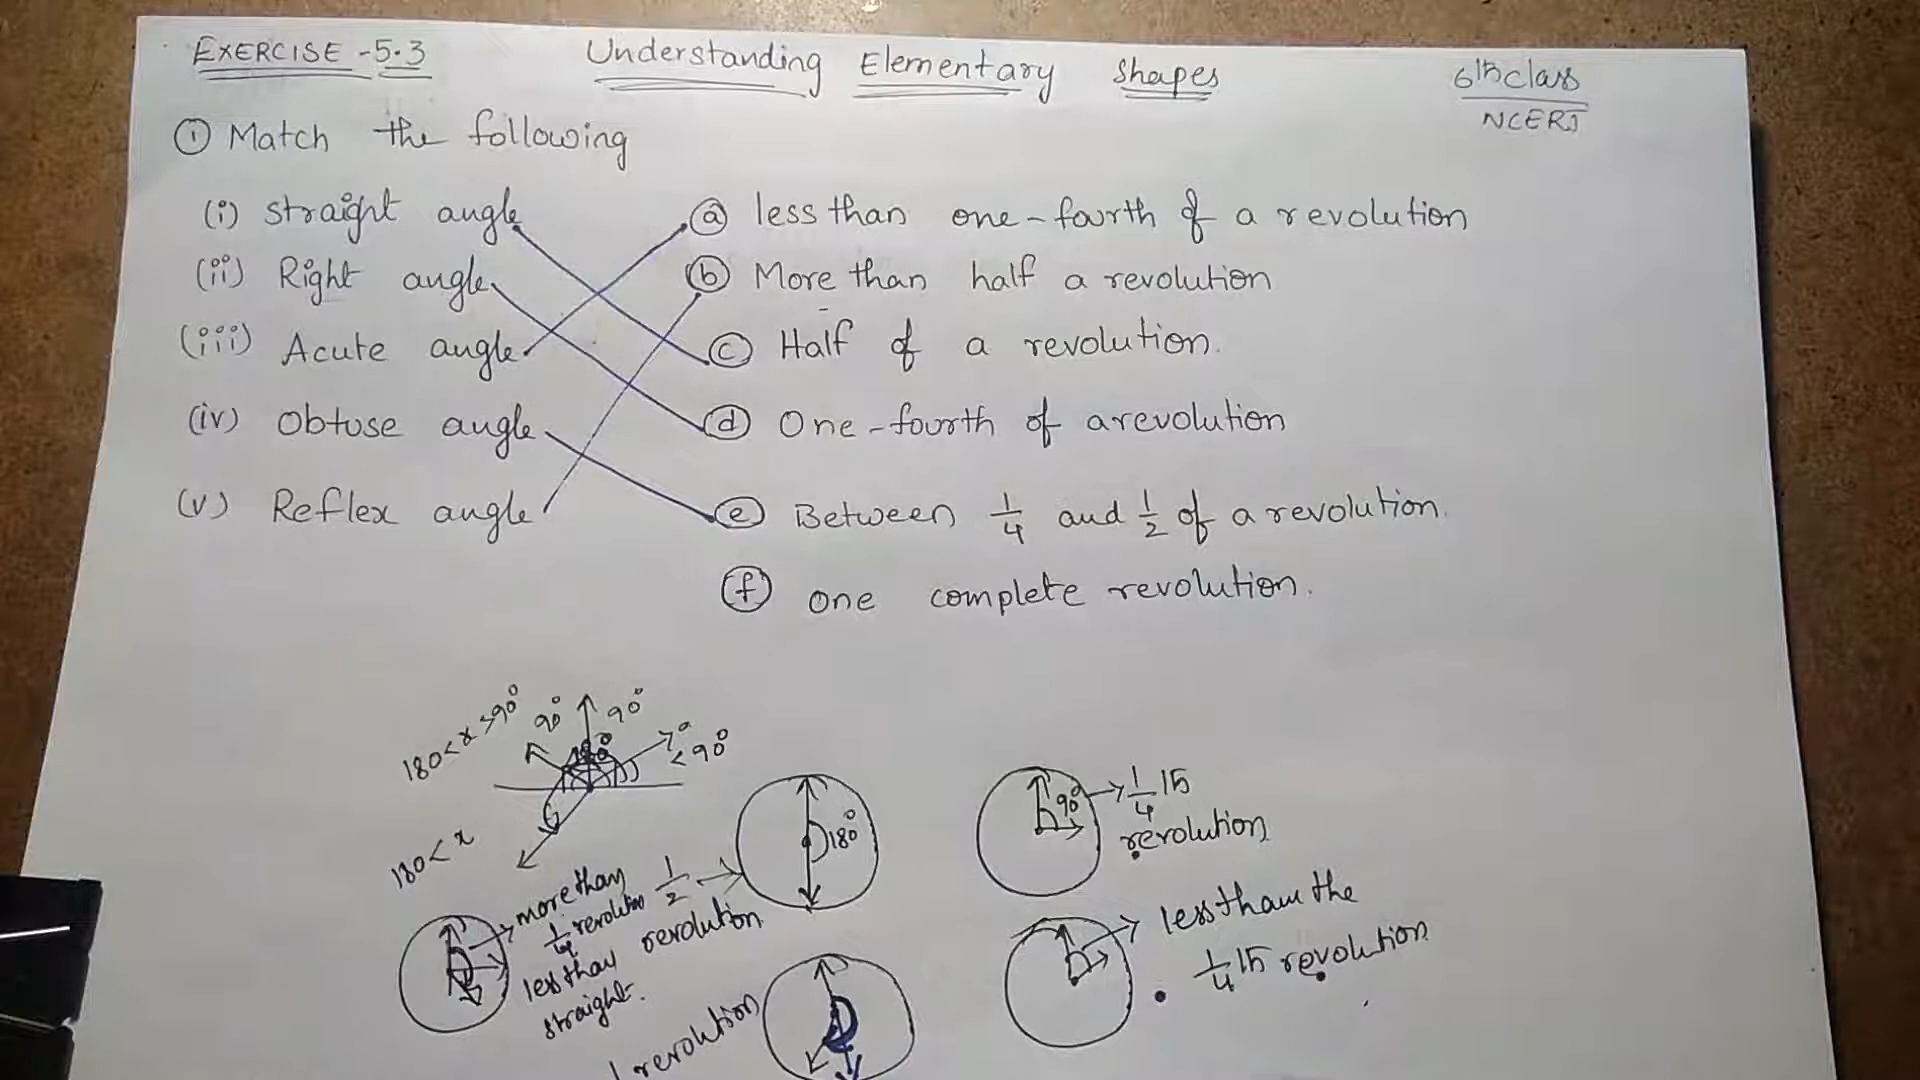 EXERCISE -5.3 Understanding Elementary Shapes 6th class
NCERT
① Match the following
(i) straight angle ⓐ less than one-fourth of a revolution
(ii) Right angle ⓑ More than half a revolution
(iii) Acute angle ⓒ Half of a revolution.
(iv) Obtuse angle ⓓ One-fourth of a revolution
(v) Reflex angle ⓔ Between 1/4 and 1/2 of a revolution.
ⓕ one complete revolution.
180<x>90° 90° 90°
<90°
180<x
180°
1/2 revolution
90° 1/4 th
revolution
more than
1/4 revolution
less than
straight.
less than the
1/4 th revolution
revolution